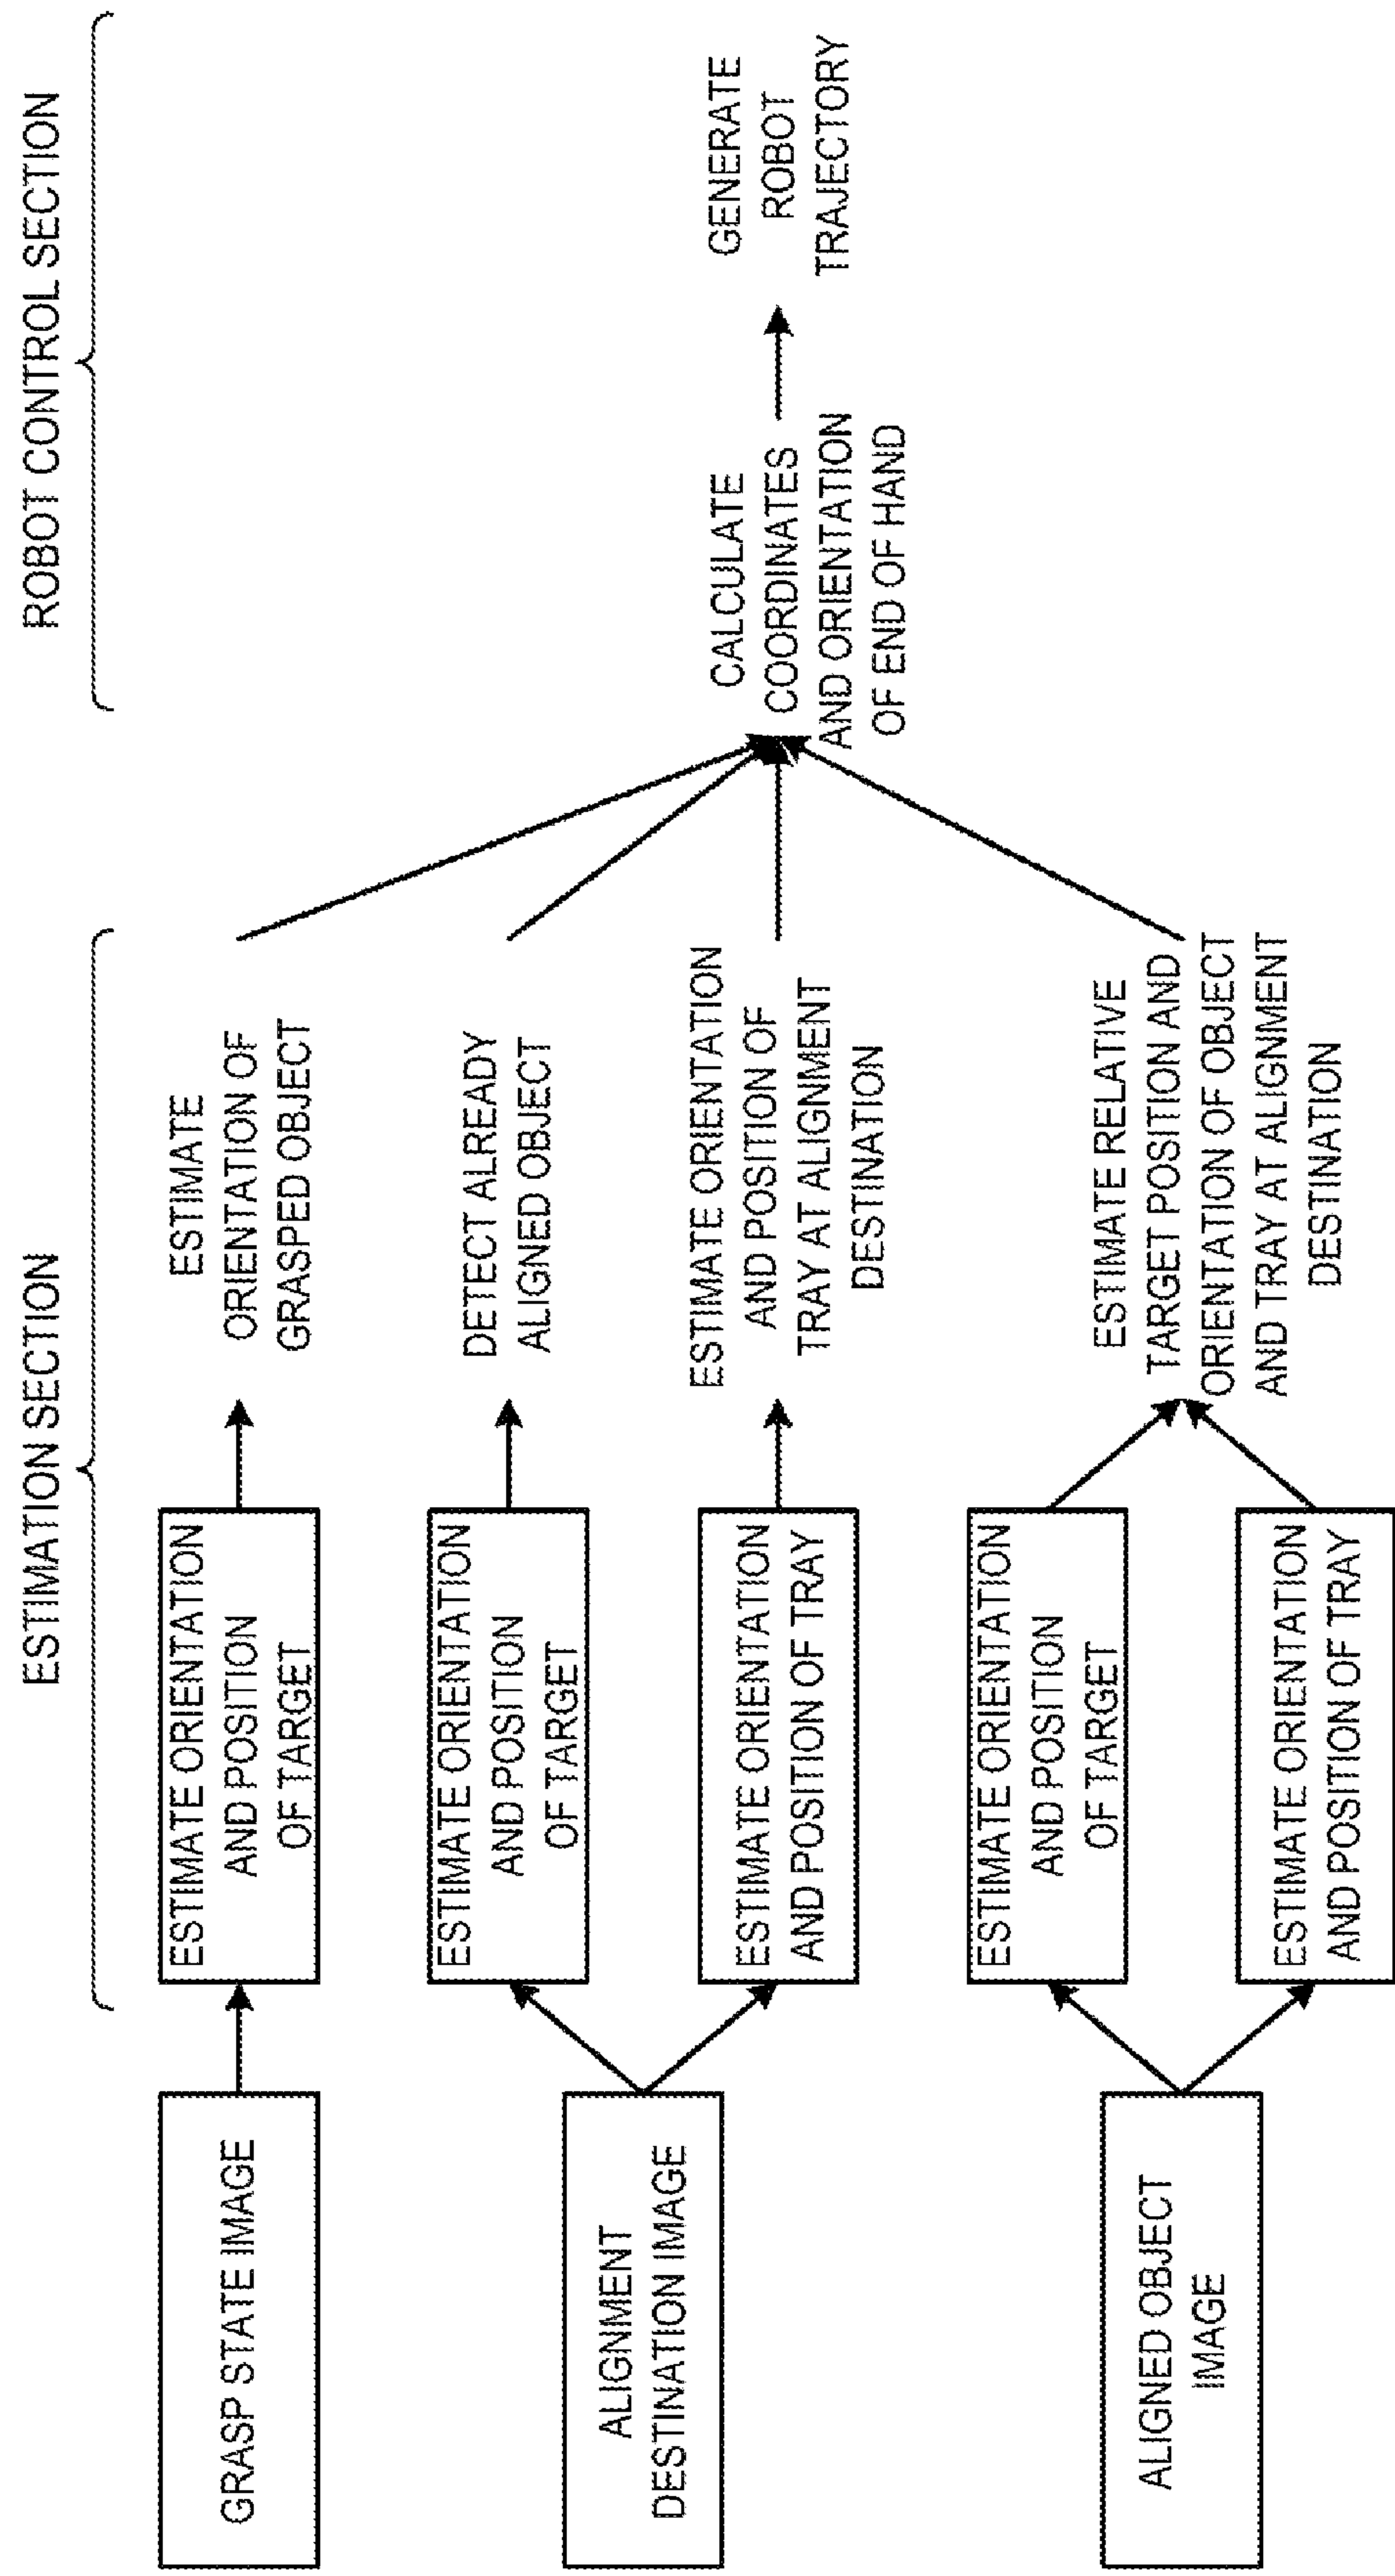 ESTIMATION SECTION
ROBOT CONTROL SECTION
GRASP STATE IMAGE
ESTIMATE ORIENTATION
AND POSITION
OF TARGET
ESTIMATE
ORIENTATION OF
GRASPED OBJECT
ALIGNMENT
DESTINATION IMAGE
ESTIMATE ORIENTATION
AND POSITION
OF TARGET
DETECT ALREADY
ALIGNED OBJECT
ESTIMATE ORIENTATION
AND POSITION OF TRAY
ESTIMATE ORIENTATION
AND POSITION OF
TRAY AT ALIGNMENT
DESTINATION
CALCULATE
COORDINATES
AND ORIENTATION
OF END OF HAND
GENERATE
ROBOT
TRAJECTORY
ALIGNED OBJECT
IMAGE
ESTIMATE ORIENTATION
AND POSITION
OF TARGET
ESTIMATE ORIENTATION
AND POSITION OF TRAY
ESTIMATE RELATIVE
TARGET POSITION AND
ORIENTATION OF OBJECT
AND TRAY AT ALIGNMENT
DESTINATION